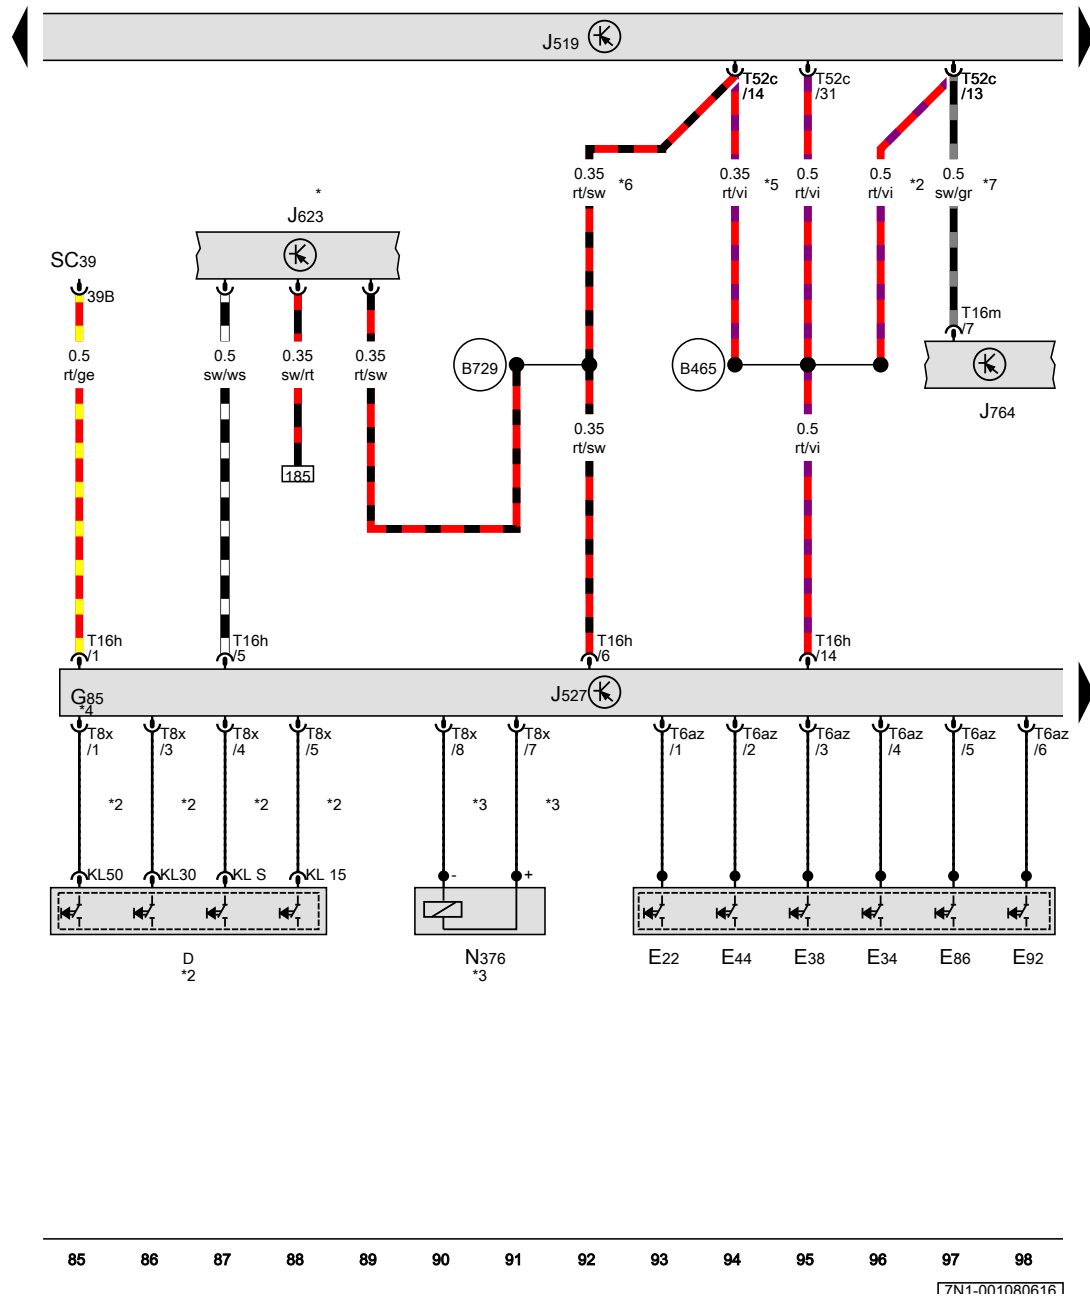 J519
T52c
/14
T52c
/31
T52c
/13
0.35
rt/sw
*6
0.35
rt/vi
*5
0.5
rt/vi
0.5
rt/vi
*2
0.5
sw/gr
*7
*
J623
SC39
39B
T16m
/7
0.5
rt/ge
0.5
sw/ws
0.35
sw/rt
0.35
rt/sw
B729
B465
J764
0.35
rt/sw
0.5
rt/vi
185
T16h
/1
T16h
/5
T16h
/6
T16h
/14
G85
*4
J527
T8x
/1
T8x
/3
T8x
/4
T8x
/5
T8x
/8
T8x
/7
T6az
/1
T6az
/2
T6az
/3
T6az
/4
T6az
/5
T6az
/6
*2
*2
*2
*2
*3
*3
KL50
KL30
KL S
KL 15
-
+
D
*2
N376
*3
E22
E44
E38
E34
E86
E92
85 86 87 88 89 90 91 92 93 94 95 96 97 98
7N1-001080616